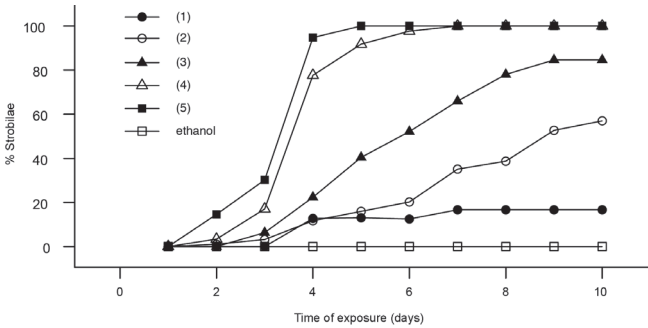 (1)
(2)
(3)
(4)
(5)
ethanol
100
80
60
40
20
0
% Strobilae
0 2 4 6 8 10
Time of exposure (days)